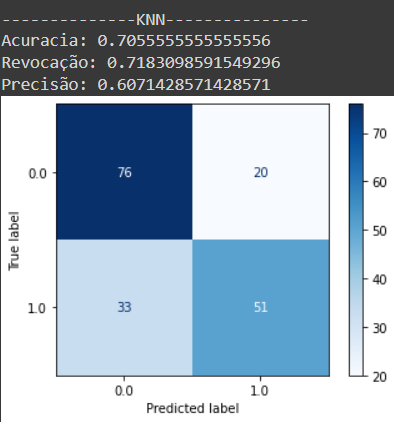 --------------KNN---------------
Acuracia: 0.7055555555555556
Revocação: 0.7183098591549296
Precisão: 0.6071428571428571
0.0 76 20 70
60
True label 50
40
1.0 33 51 30
20
0.0 1.0
Predicted label